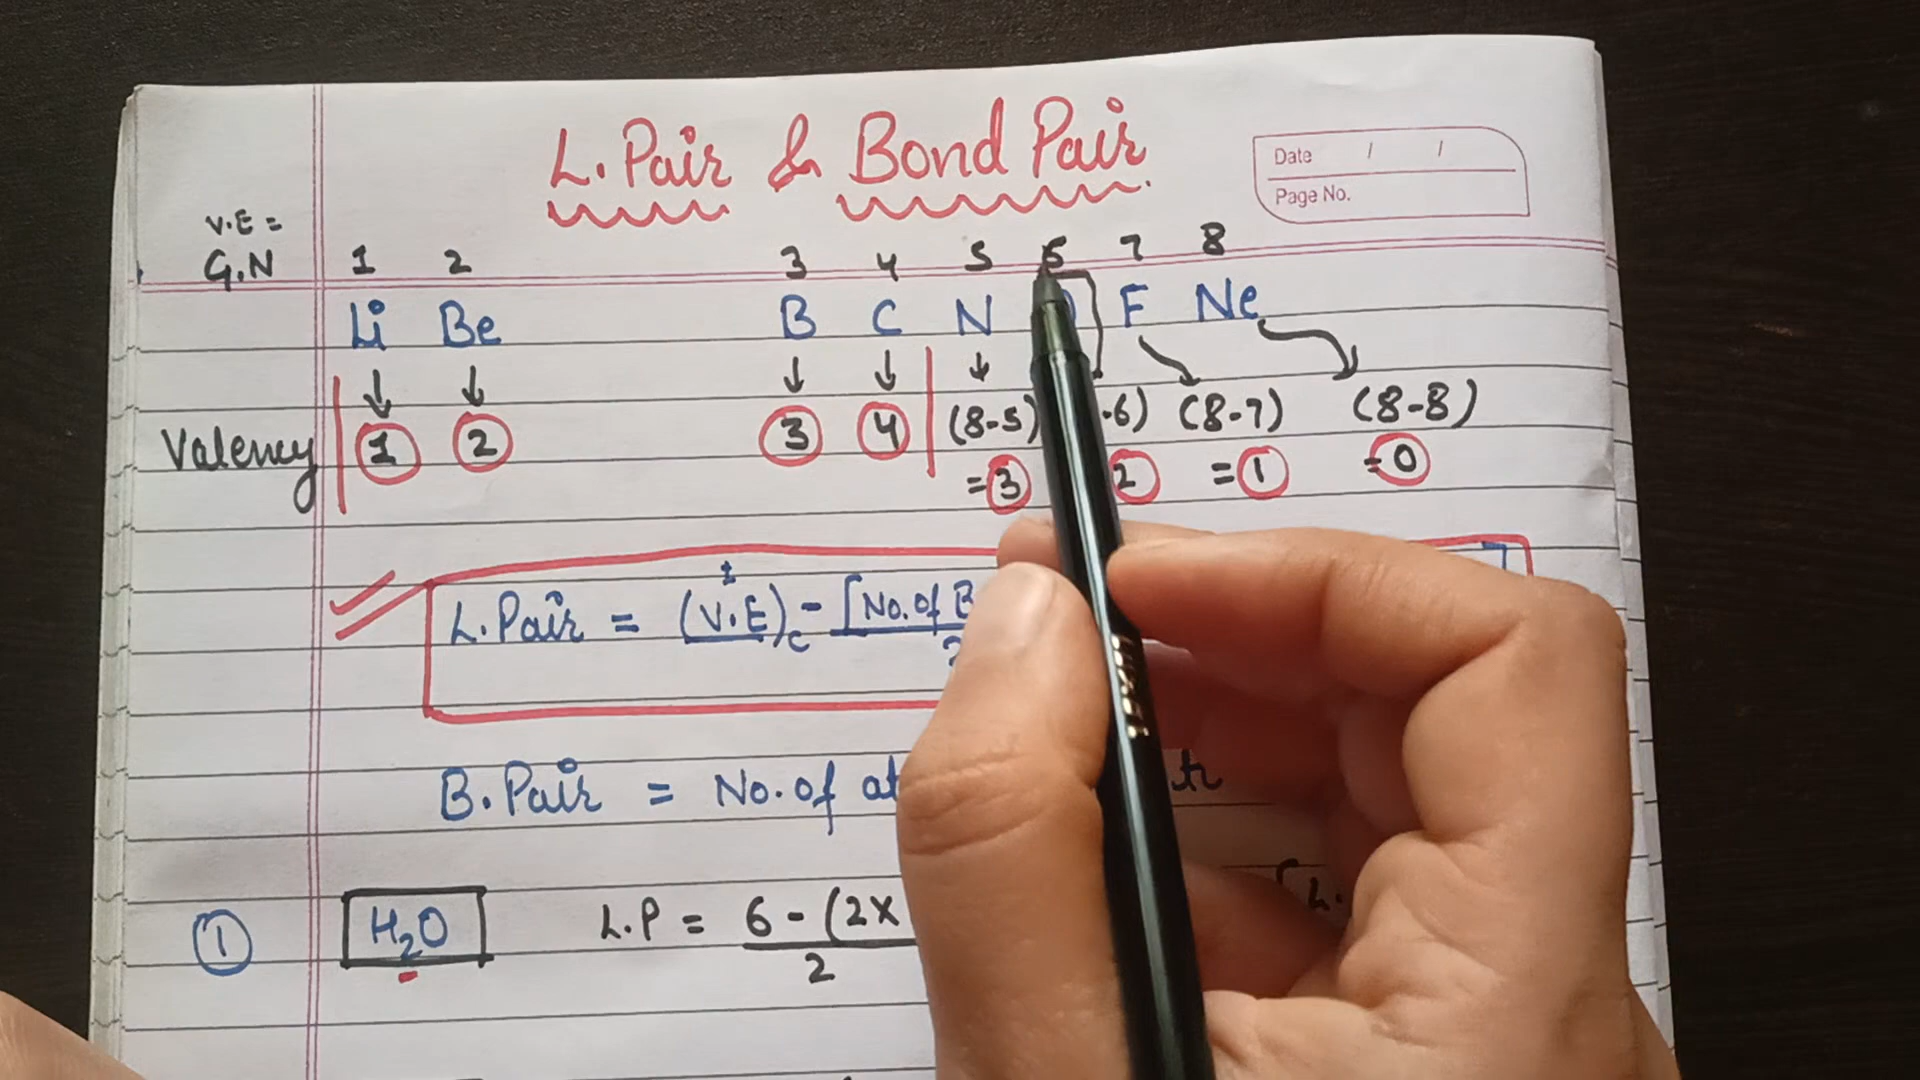 L.Pair & Bond Pair
Date / /
Page No.
V.E =
G.N 1 2 3 4 5 6 7 8
Li Be B C N F Ne
Valency 1 2 3 4 (8-5) -6) (8-7) (8-8)
=3 2 =1 =0
L.Pair = (V.E)c - [No. of B
2
B.Pair = No. of at
1 H2O L.P = 6 - (2x
2